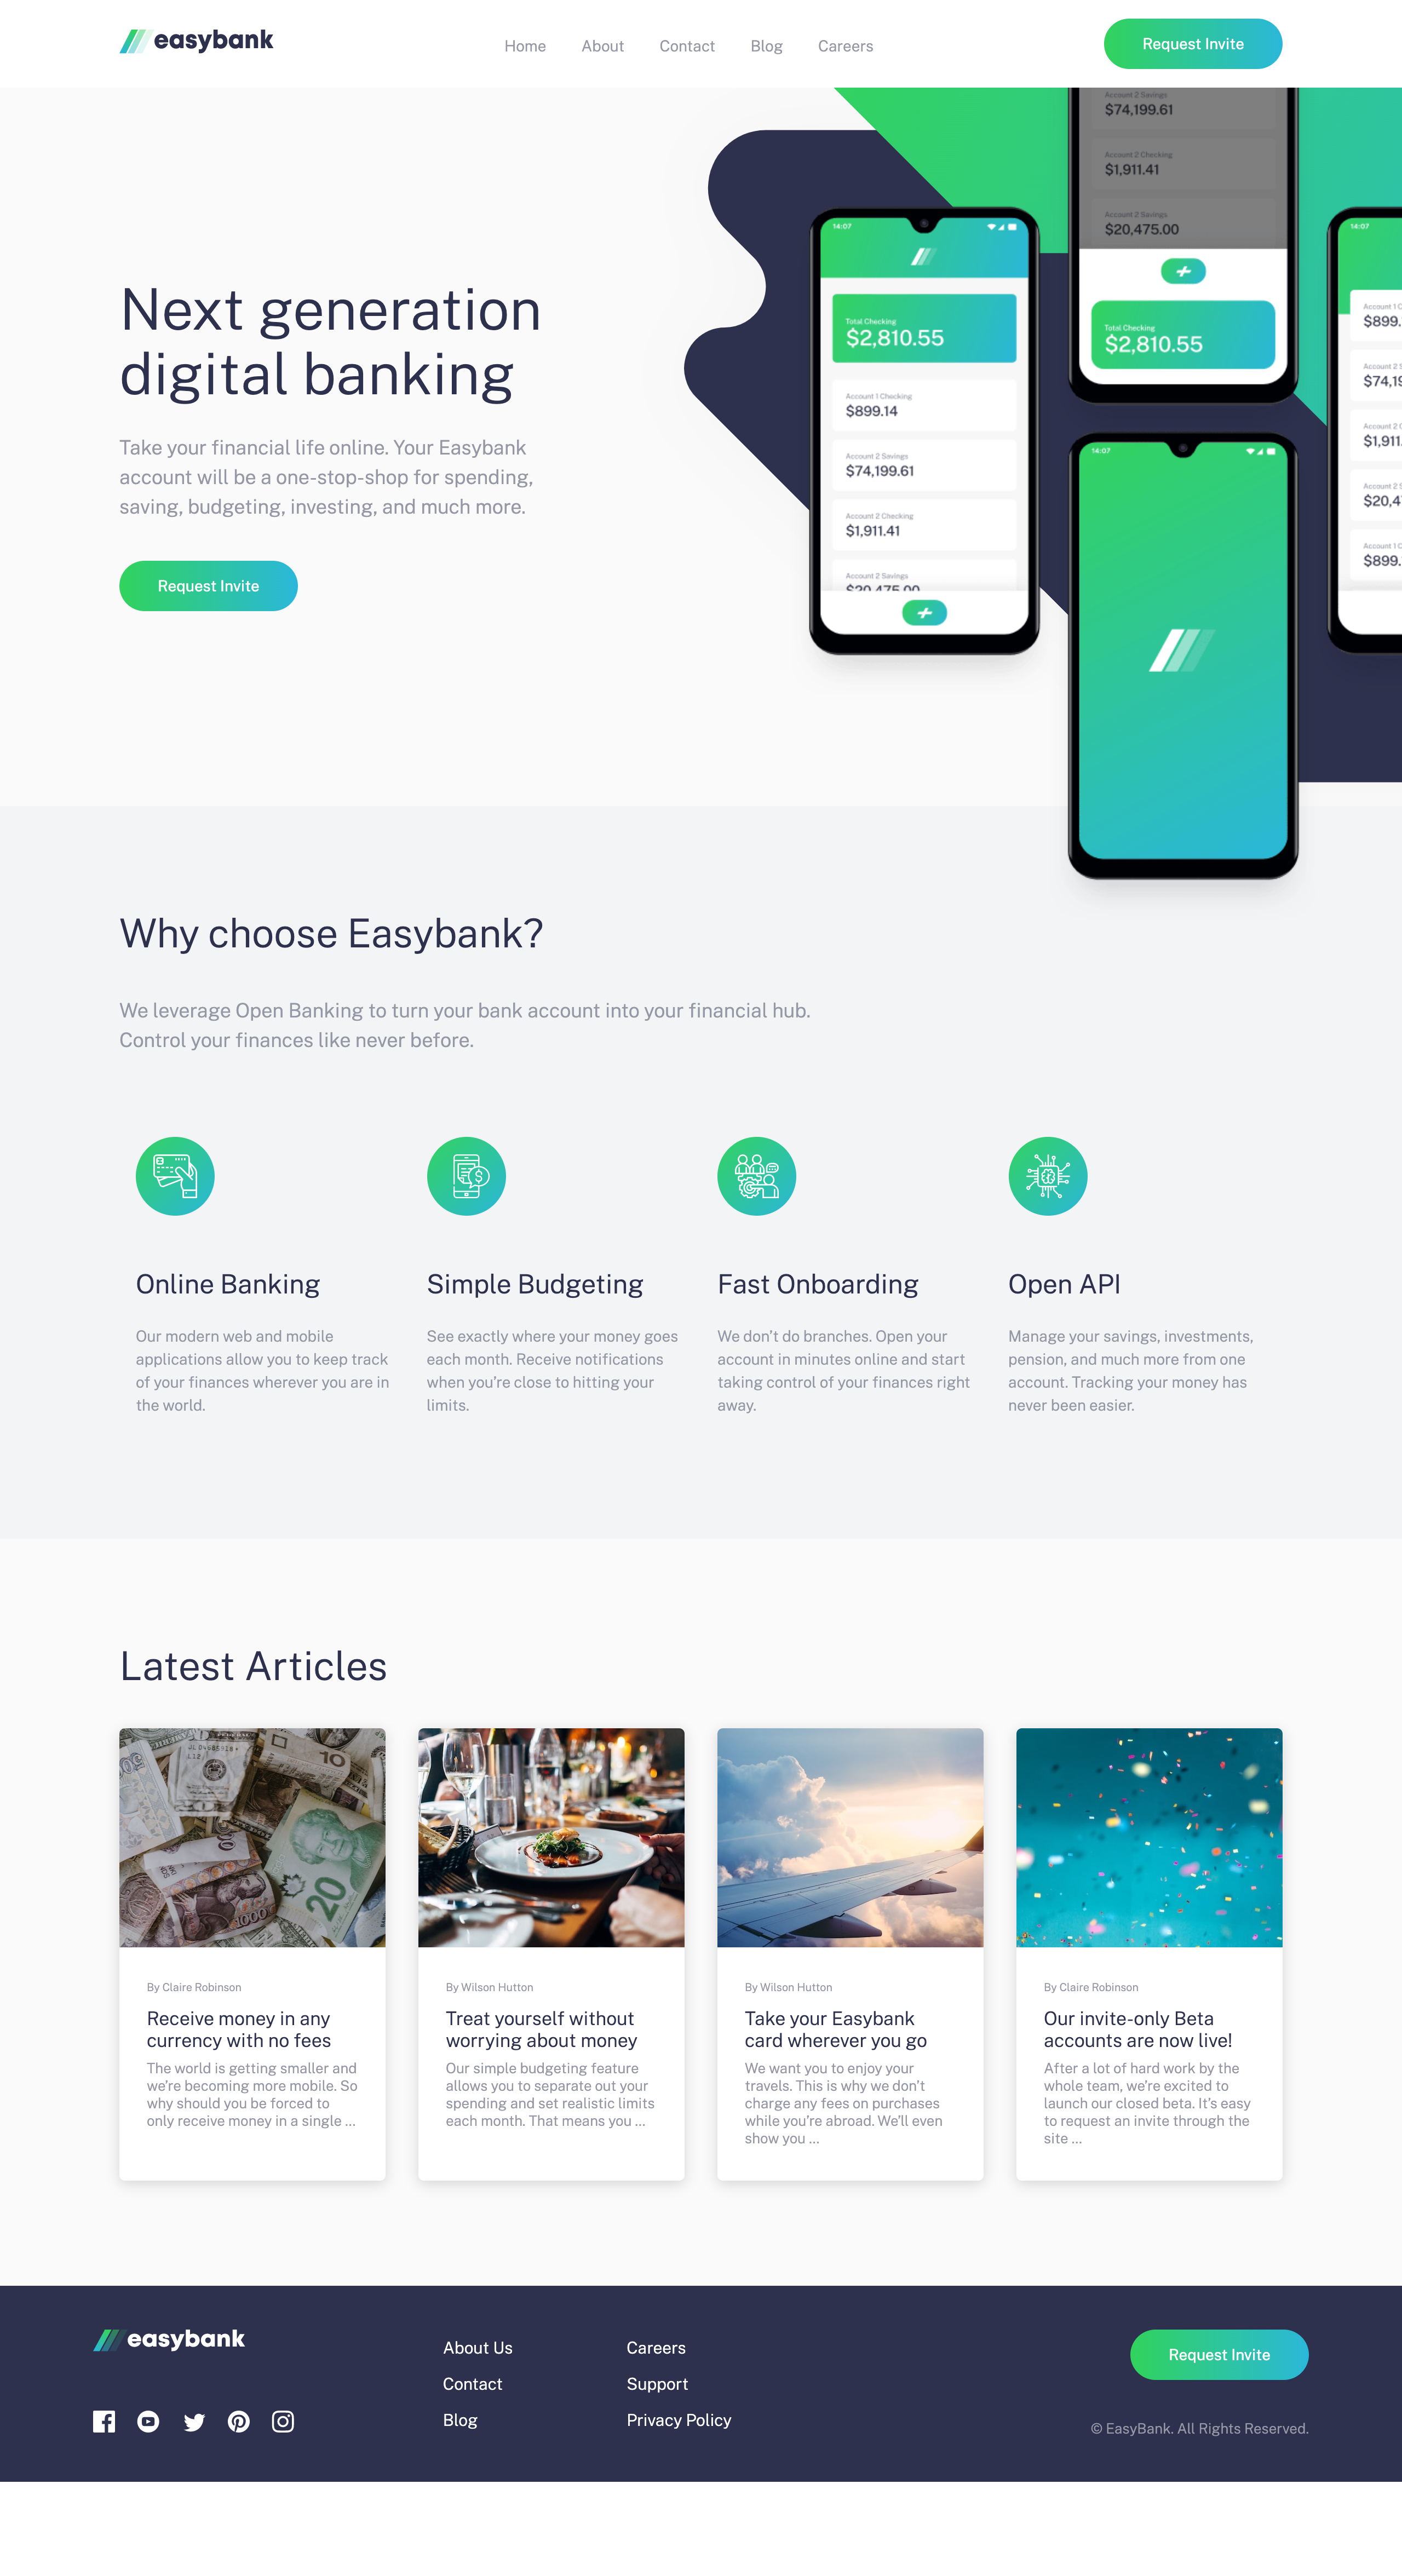 easybank
Home
About
Contact
Blog
Careers
Request Invite
Next generation
digital banking
Take your financial life online. Your Easybank
account will be a one-stop-shop for spending,
saving, budgeting, investing, and much more.
Request Invite
14:07
Total Checking
$2,810.55
Account 1 Checking
$899.14
Account 2 Savings
$74,199.61
Account 2 Checking
$1,911.41
Account 2 Savings
$20,475.00
Account 2 Savings
$74,199.61
Account 2 Checking
$1,911.41
Account 2 Savings
$20,475.00
Total Checking
$2,810.55
14:07
14:07
Account 1 C
$899.
Account 2 S
$74,19
Account 2 C
$1,911.
Account 2 S
$20,4
Account 1 C
$899.
Why choose Easybank?
We leverage Open Banking to turn your bank account into your financial hub.
Control your finances like never before.
Online Banking
Our modern web and mobile
applications allow you to keep track
of your finances wherever you are in
the world.
Simple Budgeting
See exactly where your money goes
each month. Receive notifications
when you’re close to hitting your
limits.
Fast Onboarding
We don’t do branches. Open your
account in minutes online and start
taking control of your finances right
away.
Open API
Manage your savings, investments,
pension, and much more from one
account. Tracking your money has
never been easier.
Latest Articles
10
20
1000
By Claire Robinson
Receive money in any
currency with no fees
The world is getting smaller and
we’re becoming more mobile. So
why should you be forced to
only receive money in a single …
By Wilson Hutton
Treat yourself without
worrying about money
Our simple budgeting feature
allows you to separate out your
spending and set realistic limits
each month. That means you …
By Wilson Hutton
Take your Easybank
card wherever you go
We want you to enjoy your
travels. This is why we don’t
charge any fees on purchases
while you’re abroad. We’ll even
show you …
By Claire Robinson
Our invite-only Beta
accounts are now live!
After a lot of hard work by the
whole team, we’re excited to
launch our closed beta. It’s easy
to request an invite through the
site …
easybank
About Us
Contact
Blog
Careers
Support
Privacy Policy
Request Invite
© EasyBank. All Rights Reserved.